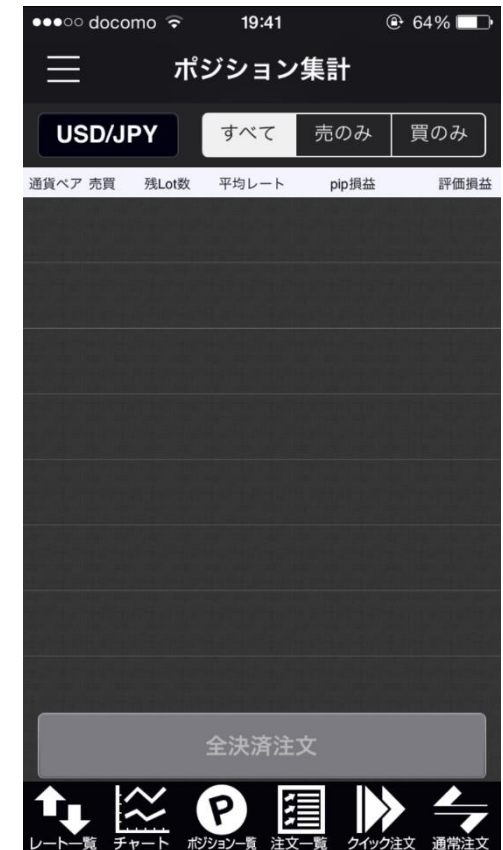 docomo 19:41 64%
ポジション集計
USD/JPY すべて 売のみ 買のみ
通貨ペア 売買 残Lot数 平均レート pip損益 評価損益
全決済注文
P
レート一覧 チャート ポジション一覧 注文一覧 クイック注文 通常注文